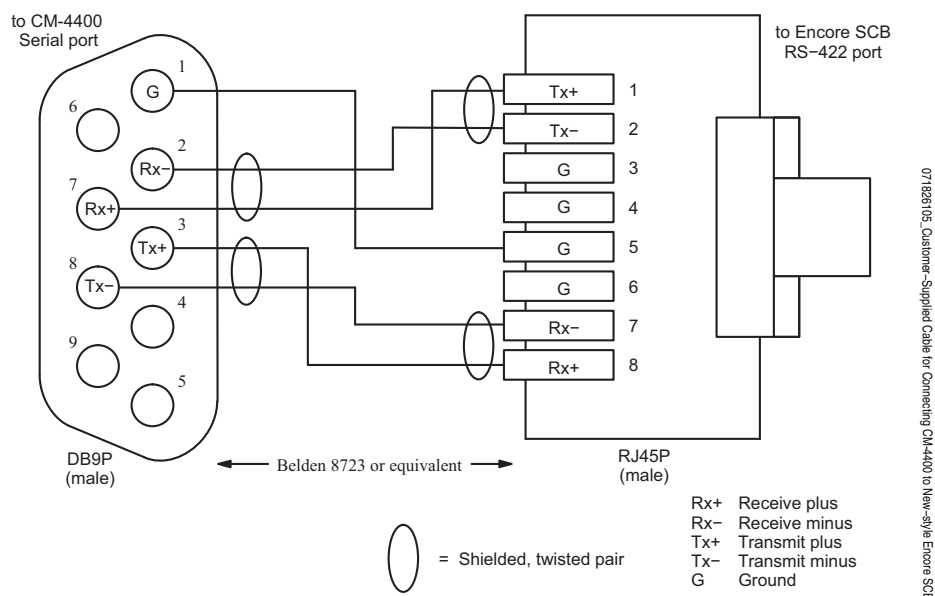 to CM-4400
Serial port
to Encore SCB
RS-422 port
1
G
6
2
Rx−
7
Rx+
3
Tx+
8
Tx−
4
9
5
Tx+ 1
Tx− 2
G 3
G 4
G 5
G 6
Rx− 7
Rx+ 8
DB9P
(male)
Belden 8723 or equivalent
RJ45P
(male)
= Shielded, twisted pair
Rx+ Receive plus
Rx− Receive minus
Tx+ Transmit plus
Tx− Transmit minus
G Ground
071826105_Customer−Supplied Cable for Connecting CM-4400 to New−style Encore SCB